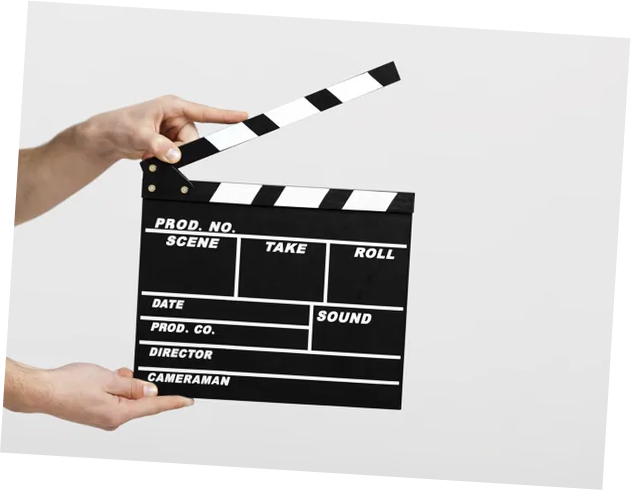 PROD. NO.
SCENE TAKE ROLL
DATE
SOUND
PROD. CO.
DIRECTOR
CAMERAMAN